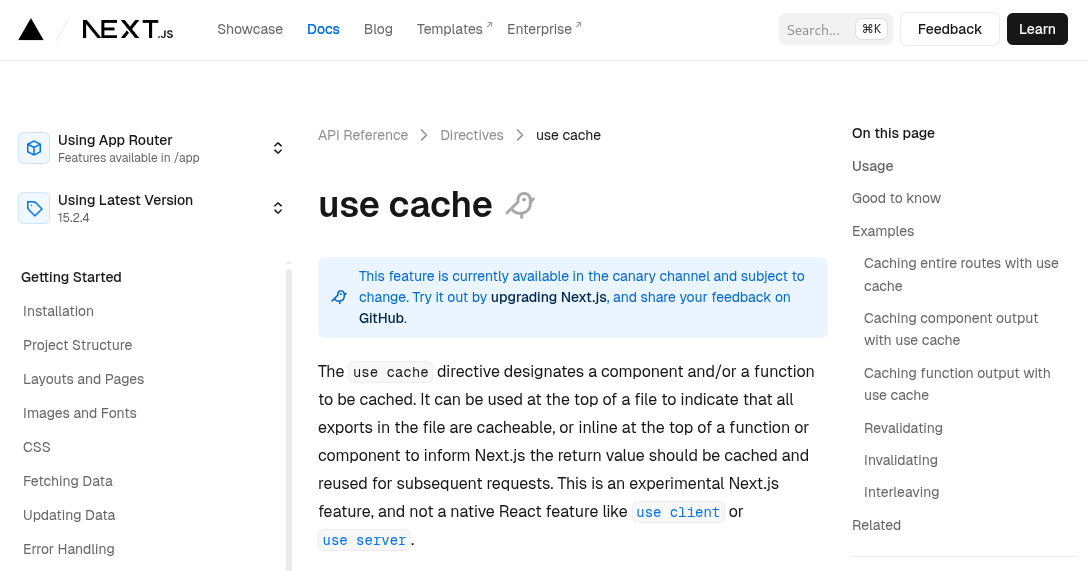 NEXT.JS Showcase Docs Blog Templates Enterprise Search... ⌘K Feedback Learn
Using App Router
Features available in /app
Using Latest Version
15.2.4
Getting Started
Installation
Project Structure
Layouts and Pages
Images and Fonts
CSS
Fetching Data
Updating Data
Error Handling
API Reference > Directives > use cache
use cache
This feature is currently available in the canary channel and subject to
change. Try it out by upgrading Next.js, and share your feedback on
GitHub.
The use cache directive designates a component and/or a function
to be cached. It can be used at the top of a file to indicate that all
exports in the file are cacheable, or inline at the top of a function or
component to inform Next.js the return value should be cached and
reused for subsequent requests. This is an experimental Next.js
feature, and not a native React feature like use client or
use server.
On this page
Usage
Good to know
Examples
Caching entire routes with use
cache
Caching component output
with use cache
Caching function output with
use cache
Revalidating
Invalidating
Interleaving
Related